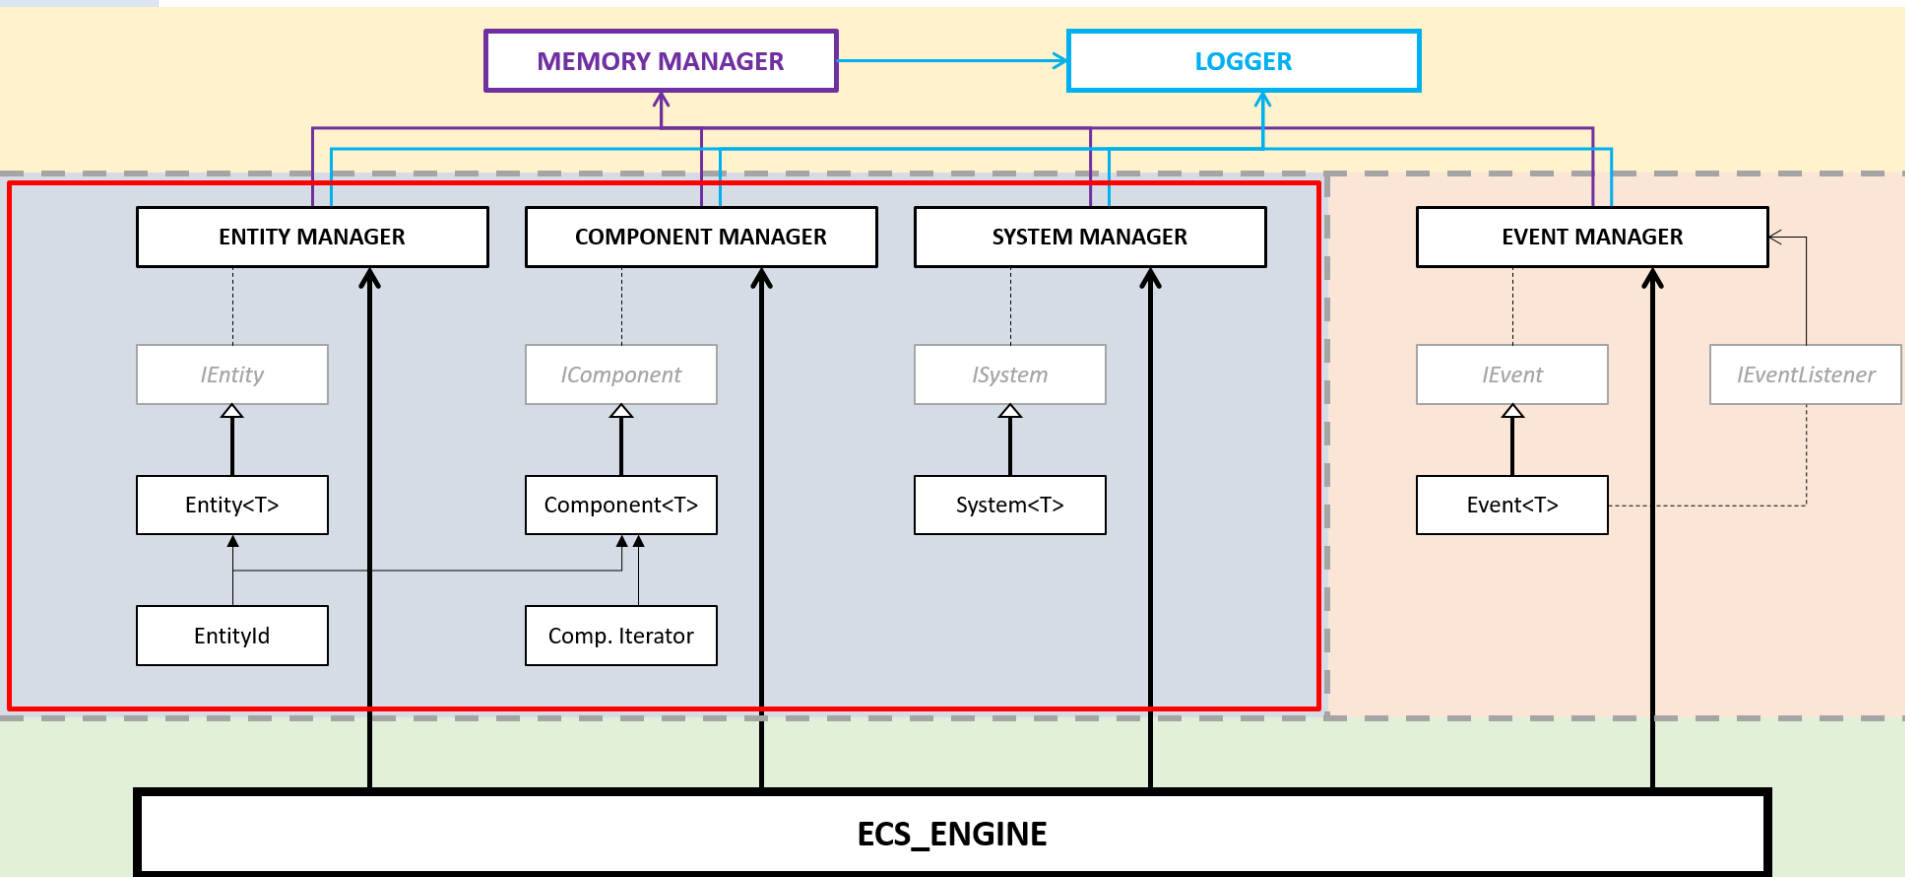 MEMORY MANAGER
LOGGER
ENTITY MANAGER
COMPONENT MANAGER
SYSTEM MANAGER
EVENT MANAGER
IEntity
IComponent
ISystem
IEvent
IEventListener
Entity<T>
Component<T>
System<T>
Event<T>
EntityId
Comp. Iterator
ECS_ENGINE